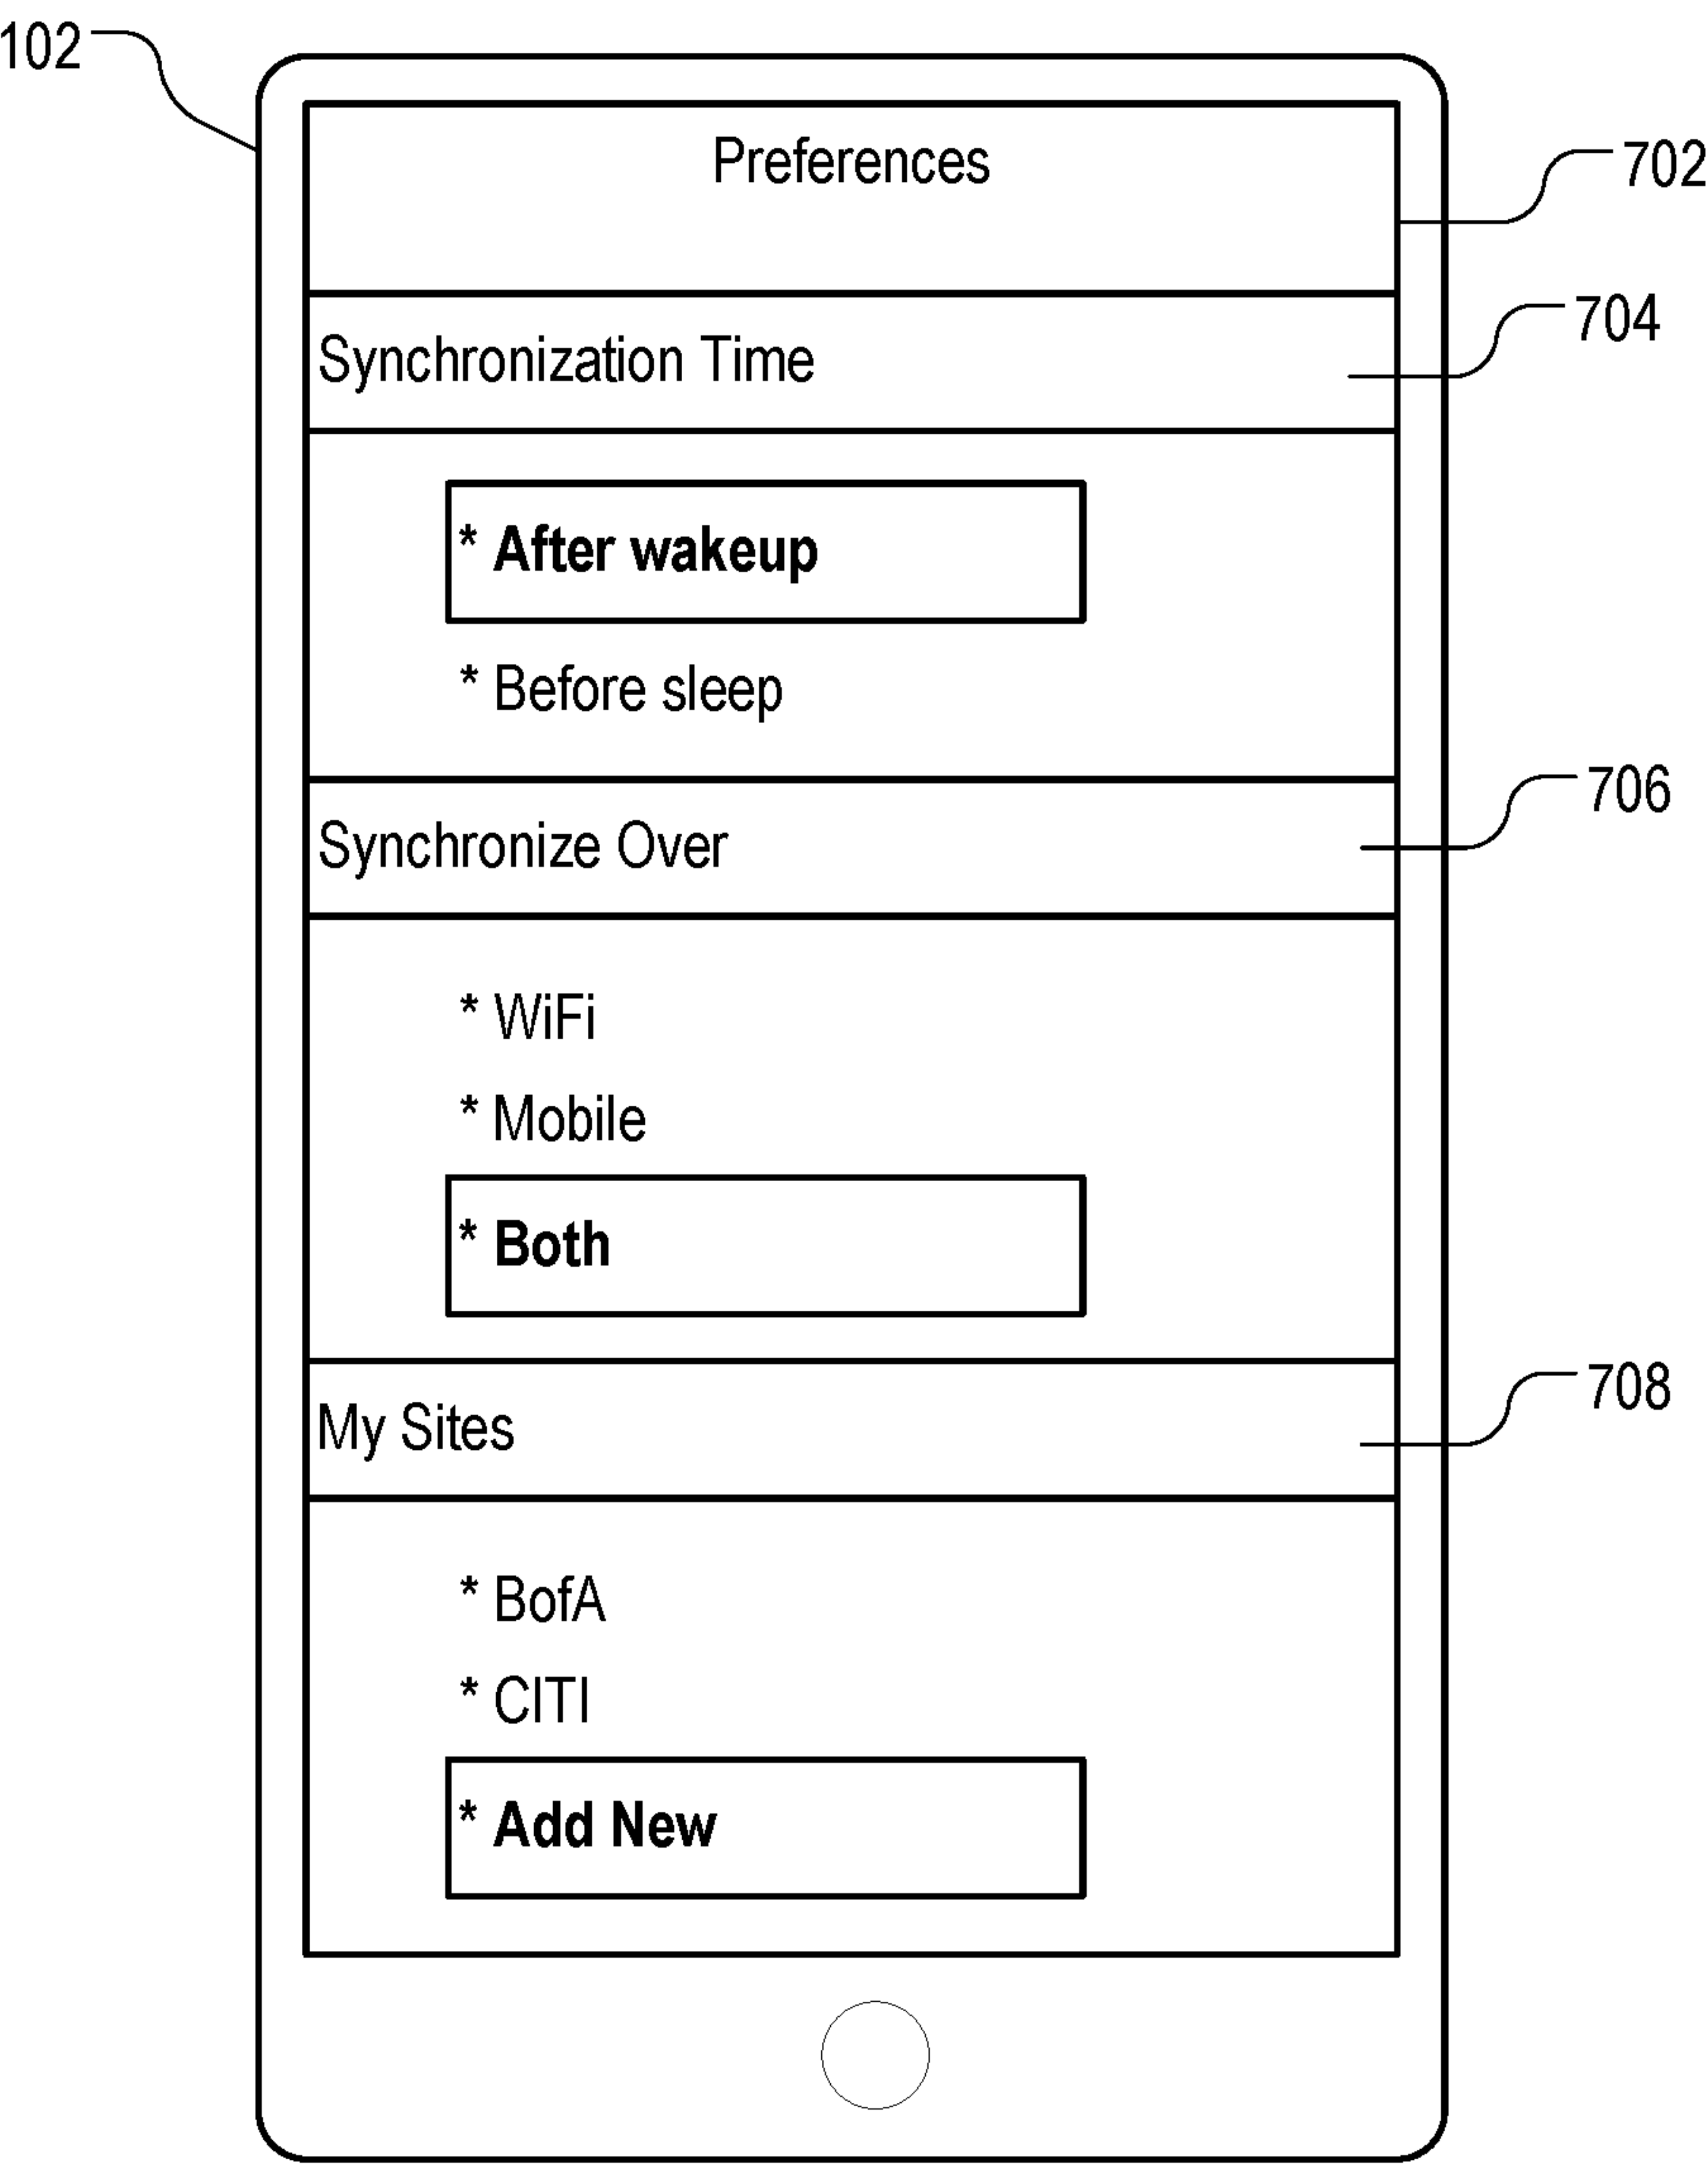 102
Preferences
702
704
Synchronization Time
* After wakeup
* Before sleep
706
Synchronize Over
* WiFi
* Mobile
* Both
708
My Sites
* BofA
* CITI
* Add New